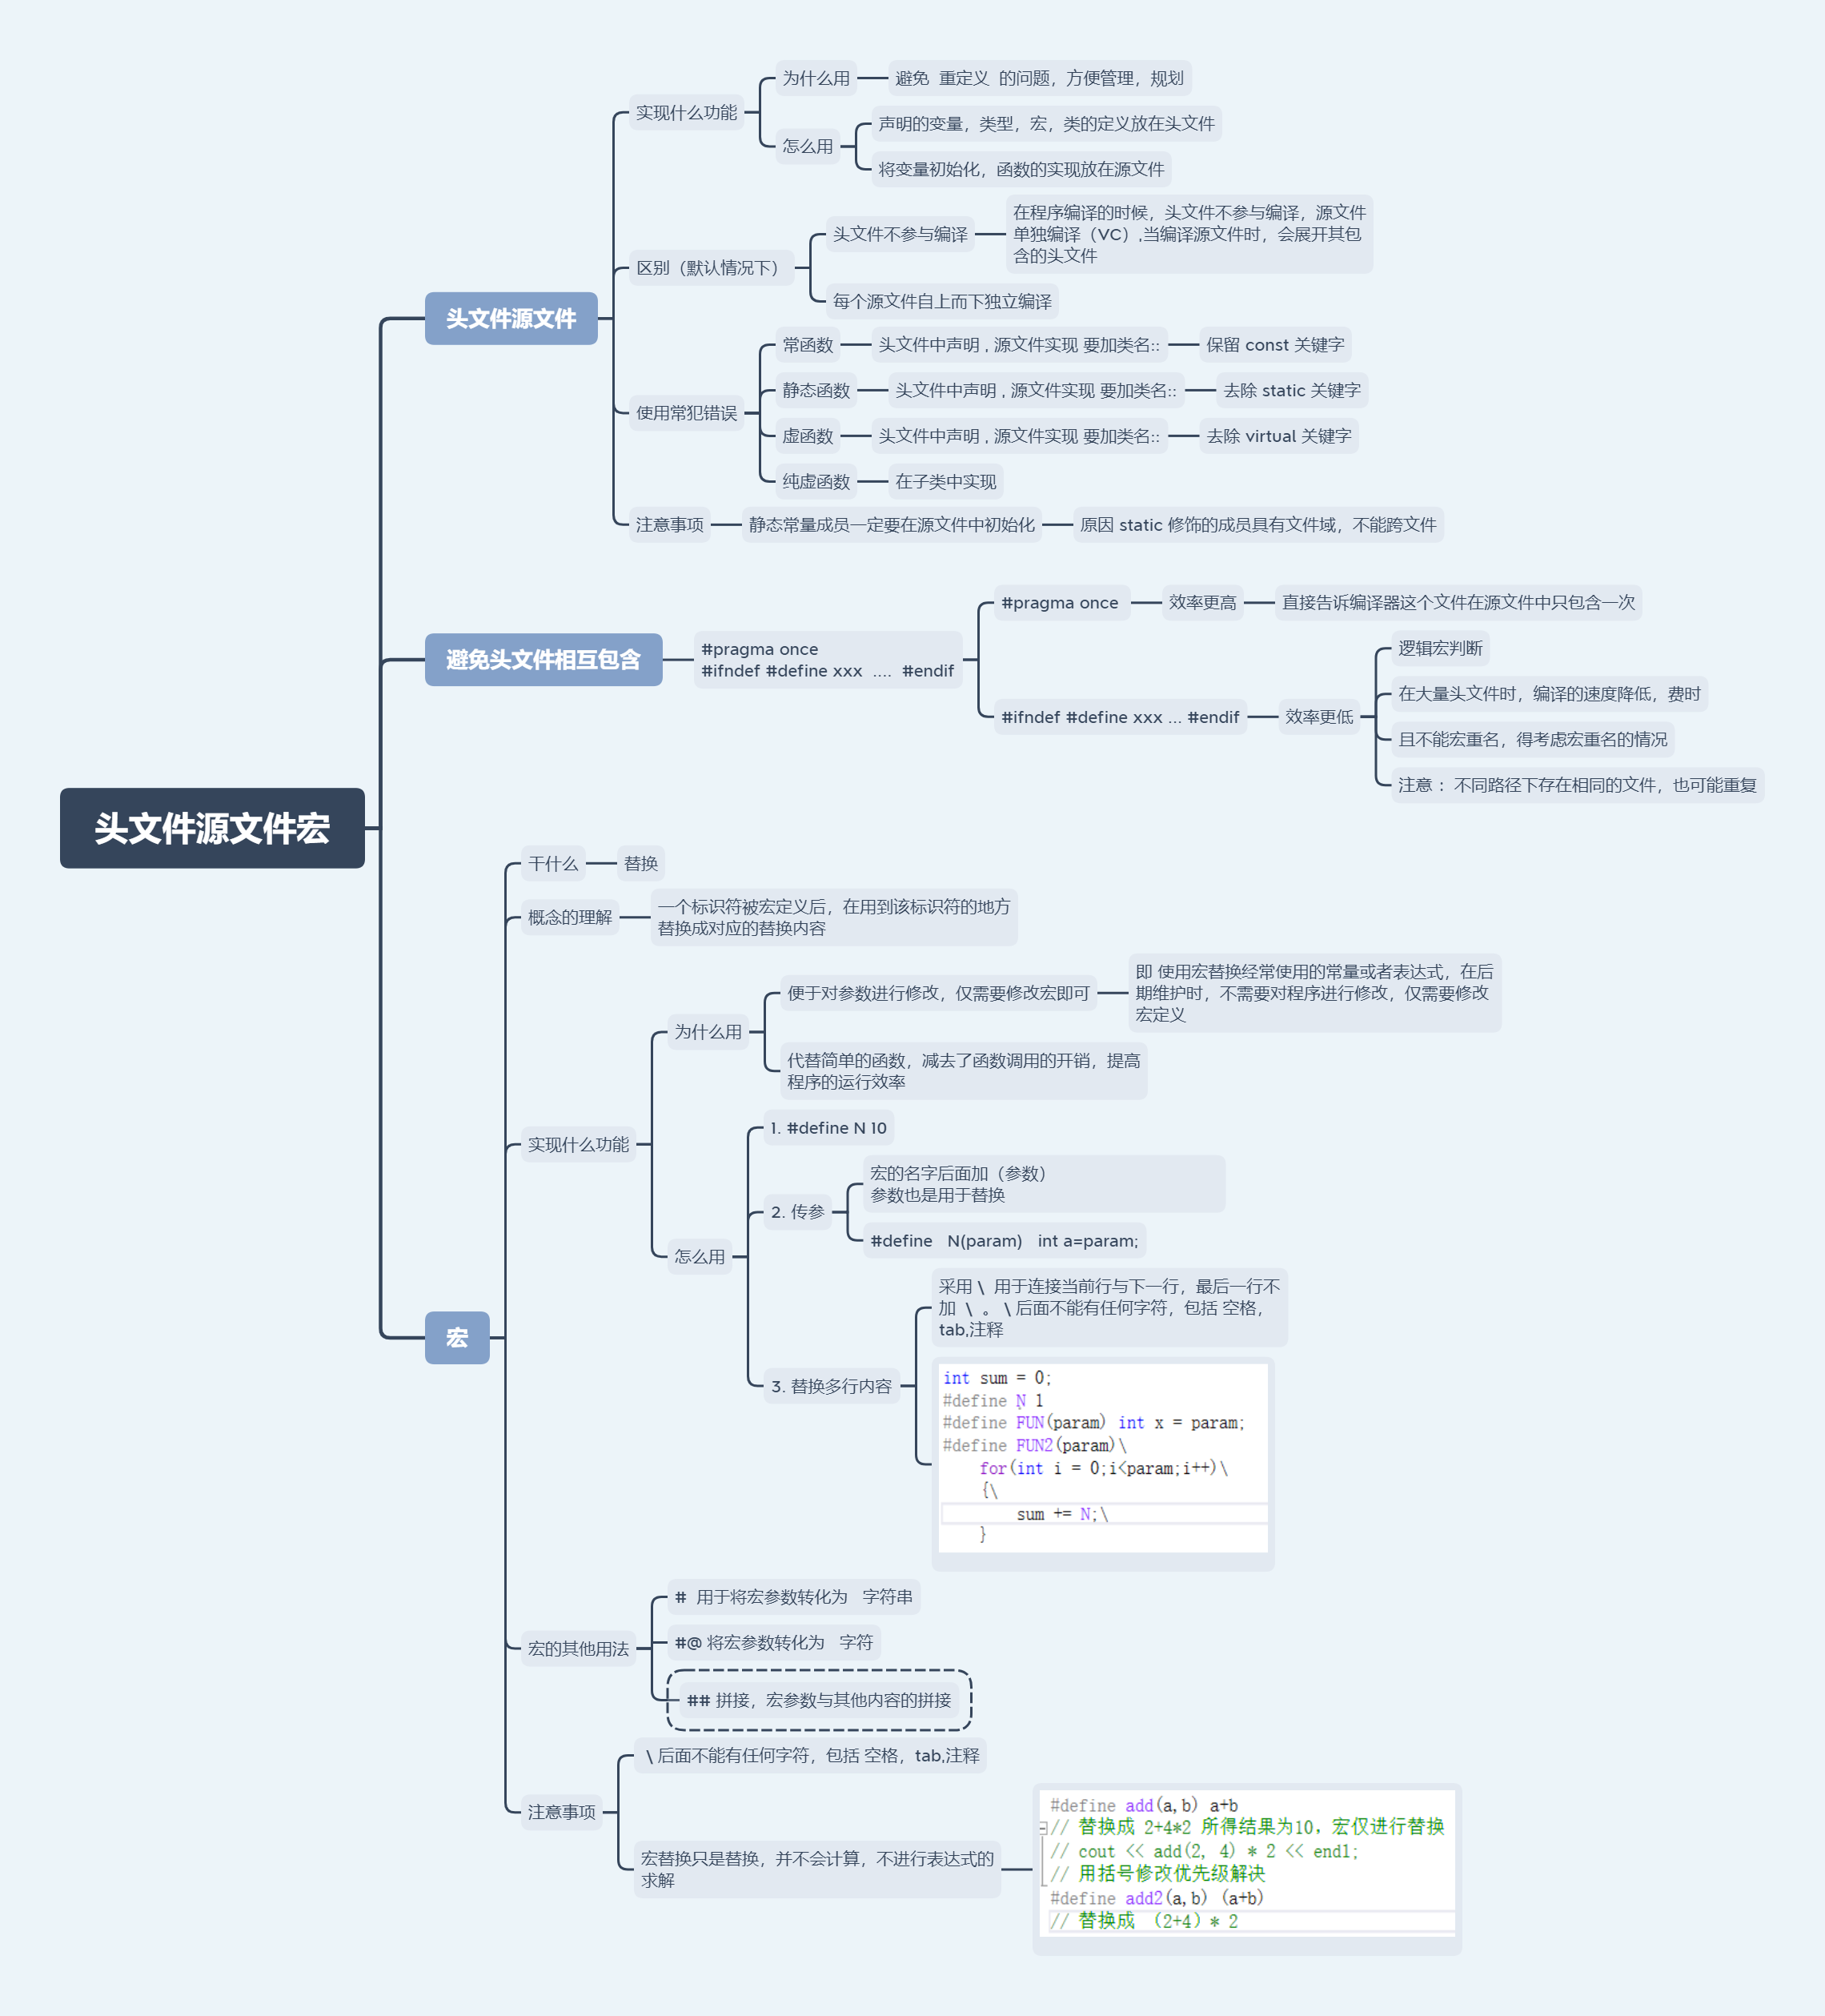 头文件源文件宏
头文件源文件
实现什么功能
为什么用
避免  重定义  的问题，方便管理，规划
怎么用
声明的变量，类型，宏，类的定义放在头文件
将变量初始化，函数的实现放在源文件
区别（默认情况下）
头文件不参与编译
在程序编译的时候，头文件不参与编译，源文件
单独编译（VC）,当编译源文件时，会展开其包
含的头文件
每个源文件自上而下独立编译
使用常犯错误
常函数
头文件中声明 , 源文件实现 要加类名::
保留 const 关键字
静态函数
头文件中声明 , 源文件实现 要加类名::
去除 static 关键字
虚函数
头文件中声明 , 源文件实现 要加类名::
去除 virtual 关键字
纯虚函数
在子类中实现
注意事项
静态常量成员一定要在源文件中初始化
原因 static 修饰的成员具有文件域，不能跨文件
避免头文件相互包含
#pragma once
#ifndef #define xxx  ....  #endif
#pragma once
效率更高
直接告诉编译器这个文件在源文件中只包含一次
#ifndef #define xxx ... #endif
效率更低
逻辑宏判断
在大量头文件时，编译的速度降低，费时
且不能宏重名，得考虑宏重名的情况
注意 ：不同路径下存在相同的文件，也可能重复
宏
干什么
替换
概念的理解
一个标识符被宏定义后，在用到该标识符的地方
替换成对应的替换内容
实现什么功能
为什么用
便于对参数进行修改，仅需要修改宏即可
即 使用宏替换经常使用的常量或者表达式，在后
期维护时，不需要对程序进行修改，仅需要修改
宏定义
代替简单的函数，减去了函数调用的开销，提高
程序的运行效率
怎么用
1. #define N 10
2. 传参
宏的名字后面加（参数）
参数也是用于替换
#define   N(param)   int a=param;
3. 替换多行内容
采用 \  用于连接当前行与下一行，最后一行不
加  \  。 \ 后面不能有任何字符，包括 空格，
tab,注释
int sum = 0;
#define N 1
#define FUN(param) int x = param;
#define FUN2(param)\
for(int i = 0;i<param;i++)\
{\
sum += N;\
}
宏的其他用法
#  用于将宏参数转化为   字符串
#@ 将宏参数转化为   字符
## 拼接，宏参数与其他内容的拼接
注意事项
\ 后面不能有任何字符，包括 空格，tab,注释
宏替换只是替换，并不会计算，不进行表达式的
求解
#define add(a,b) a+b
// 替换成 2+4*2 所得结果为10，宏仅进行替换
// cout << add(2, 4) * 2 << endl;
// 用括号修改优先级解决
#define add2(a,b) (a+b)
// 替换成 （2+4）* 2